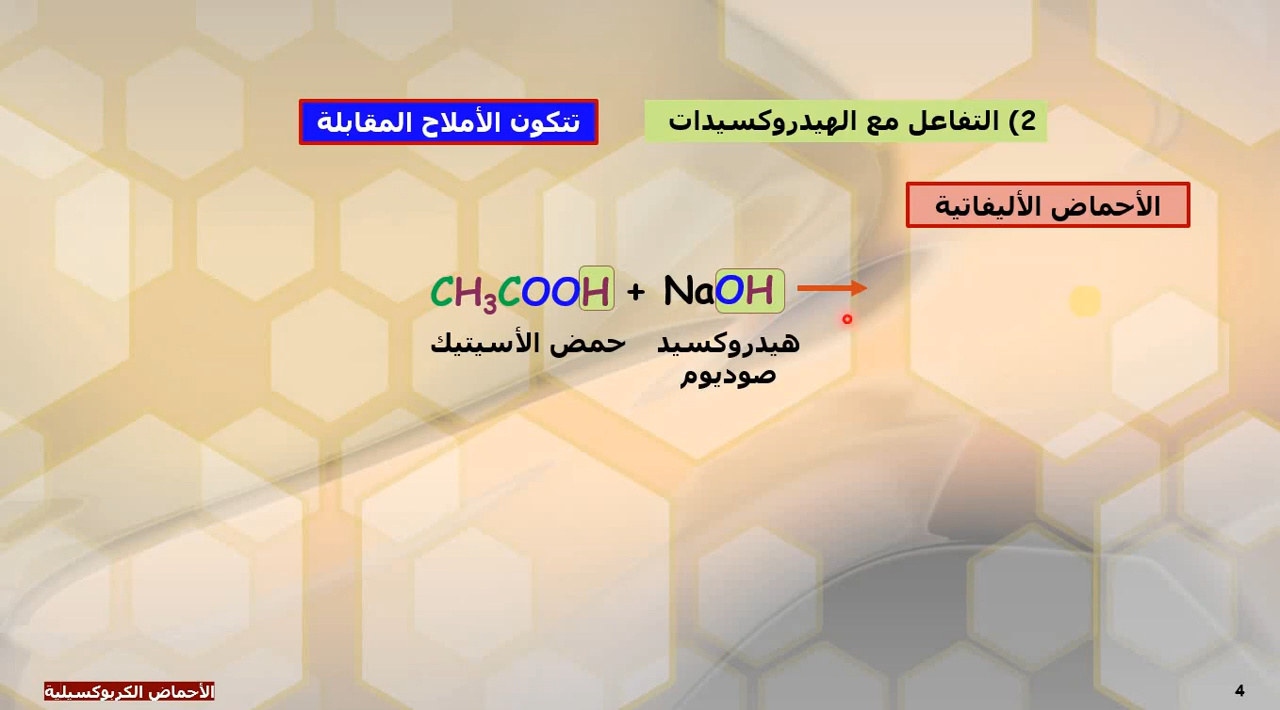 2) التفاعل مع الهيدروكسيدات
تتكون الأملاح المقابلة
الأحماض الأليفاتية
CH₃COOH + NaOH →
حمض الأسيتيك
هيدروكسيد
صوديوم
الأحماض الكربوكسيلية
4